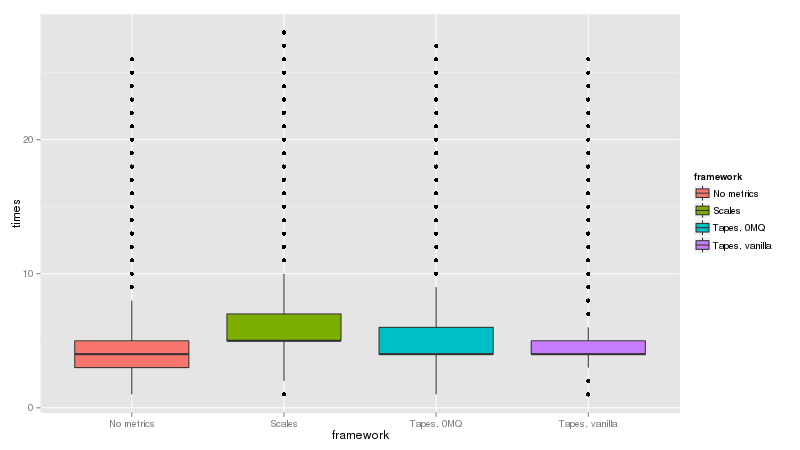 20
10
0
times
No metrics
Scales
Tapes, 0MQ
Tapes, vanilla
framework
framework
No metrics
Scales
Tapes, 0MQ
Tapes, vanilla